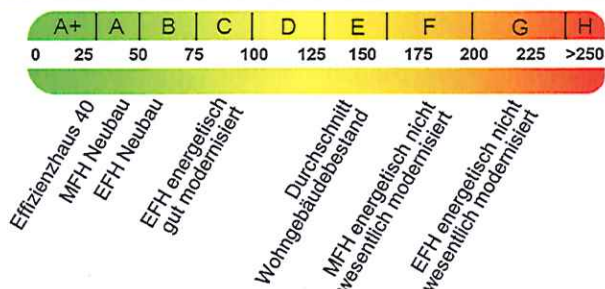 A+ A B C D E F G H
0 25 50 75 100 125 150 175 200 225 >250
Effizienzhaus 40
MFH Neubau
EFH Neubau
EFH energetisch
gut modernisiert
Durchschnitt
Wohngebäudebestand
MFH energetisch nicht
wesentlich modernisiert
EFH energetisch nicht
wesentlich modernisiert